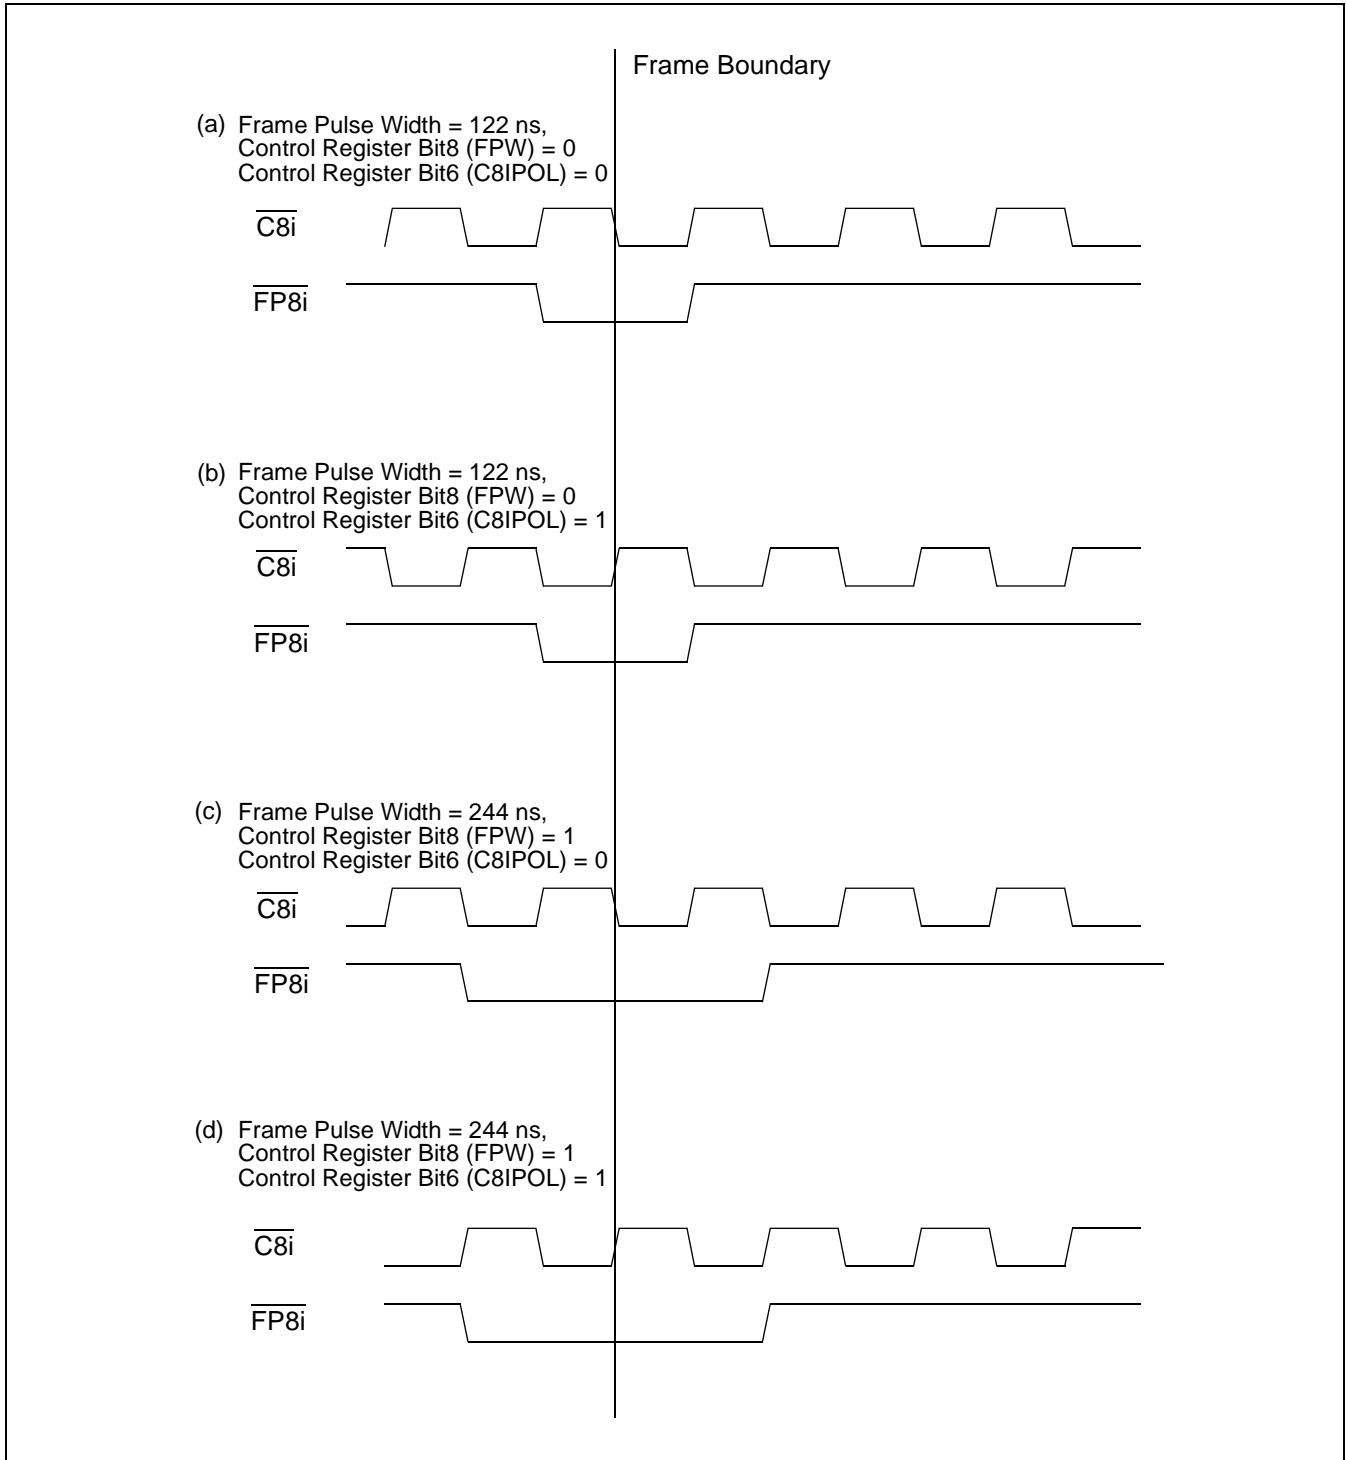 Frame Boundary
(a) Frame Pulse Width = 122 ns,
Control Register Bit8 (FPW) = 0
Control Register Bit6 (C8IPOL) = 0
C8i
FP8i
(b) Frame Pulse Width = 122 ns,
Control Register Bit8 (FPW) = 0
Control Register Bit6 (C8IPOL) = 1
C8i
FP8i
(c) Frame Pulse Width = 244 ns,
Control Register Bit8 (FPW) = 1
Control Register Bit6 (C8IPOL) = 0
C8i
FP8i
(d) Frame Pulse Width = 244 ns,
Control Register Bit8 (FPW) = 1
Control Register Bit6 (C8IPOL) = 1
C8i
FP8i